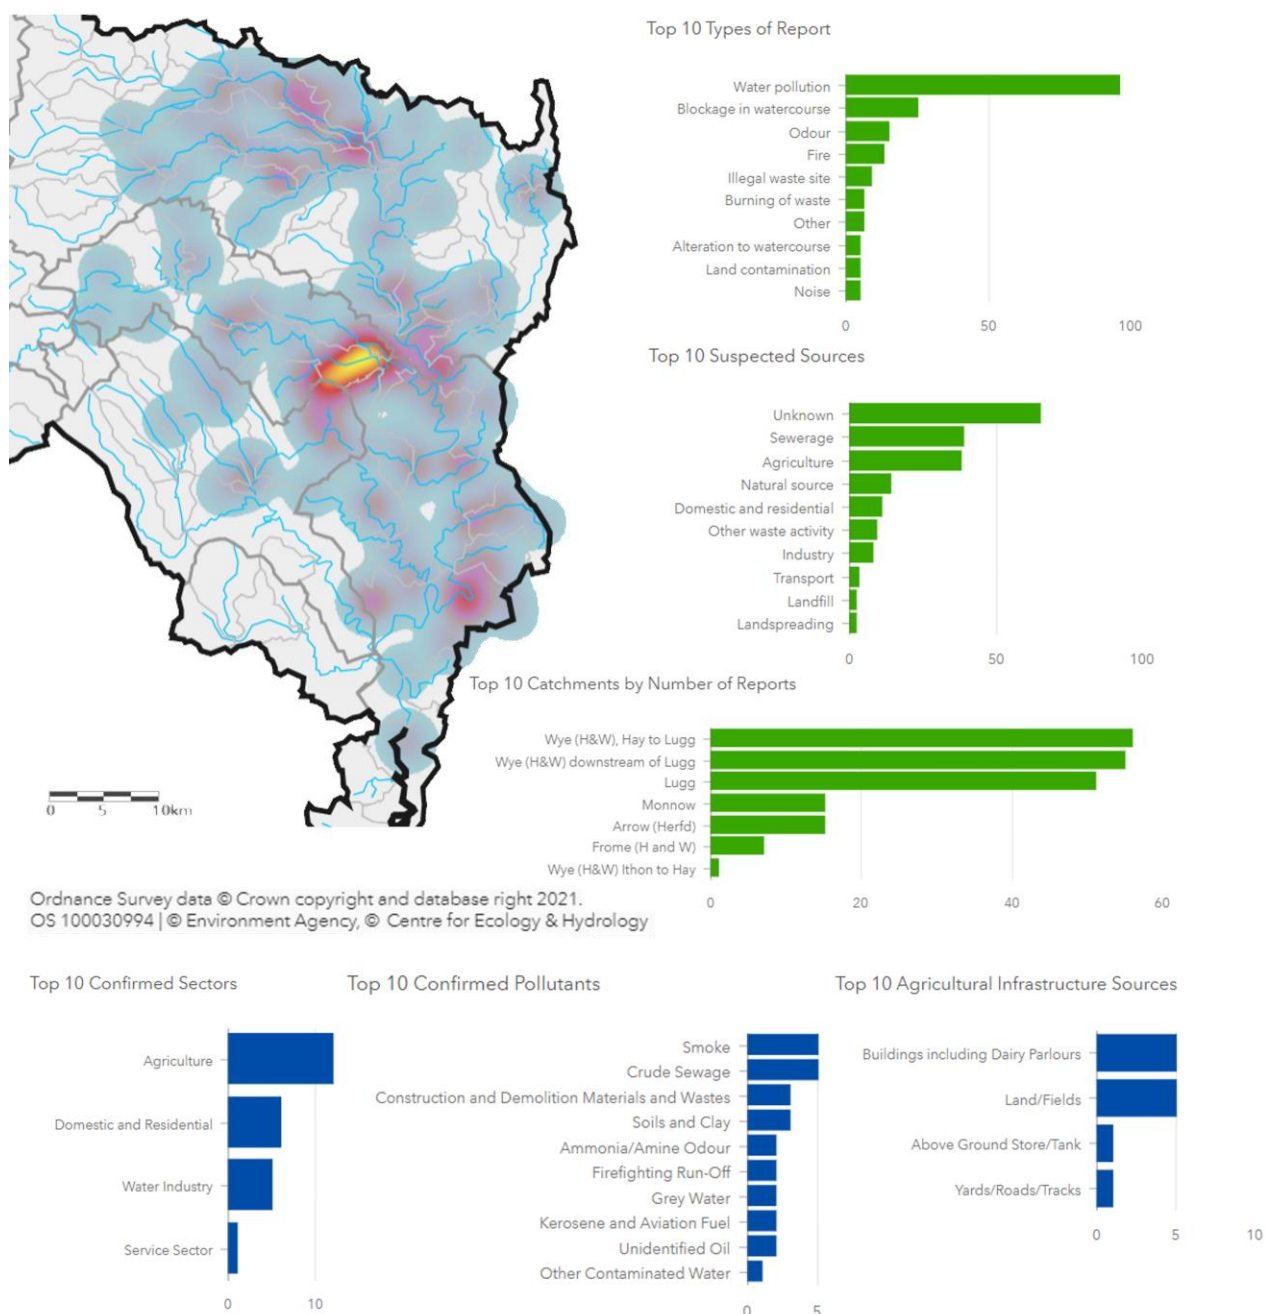 Top 10 Types of Report
Water pollution
Blockage in watercourse
Odour
Fire
Illegal waste site
Burning of waste
Other
Alteration to watercourse
Land contamination
Noise
0 50 100
Top 10 Suspected Sources
Unknown
Sewerage
Agriculture
Natural source
Domestic and residential
Other waste activity
Industry
Transport
Landfill
Landspreading
0 50 100
Top 10 Catchments by Number of Reports
Wye (H&W), Hay to Lugg
Wye (H&W) downstream of Lugg
Lugg
Monnow
Arrow (Herfd)
Frome (H and W)
Wye (H&W) Ithon to Hay
0 20 40 60
0 5 10km
Ordnance Survey data © Crown copyright and database right 2021.
OS 100030994 | © Environment Agency, © Centre for Ecology & Hydrology
Top 10 Confirmed Sectors
Agriculture
Domestic and Residential
Water Industry
Service Sector
0 10
Top 10 Confirmed Pollutants
Smoke
Crude Sewage
Construction and Demolition Materials and Wastes
Soils and Clay
Ammonia/Amine Odour
Firefighting Run-Off
Grey Water
Kerosene and Aviation Fuel
Unidentified Oil
Other Contaminated Water
0 5
Top 10 Agricultural Infrastructure Sources
Buildings including Dairy Parlours
Land/Fields
Above Ground Store/Tank
Yards/Roads/Tracks
0 5 10